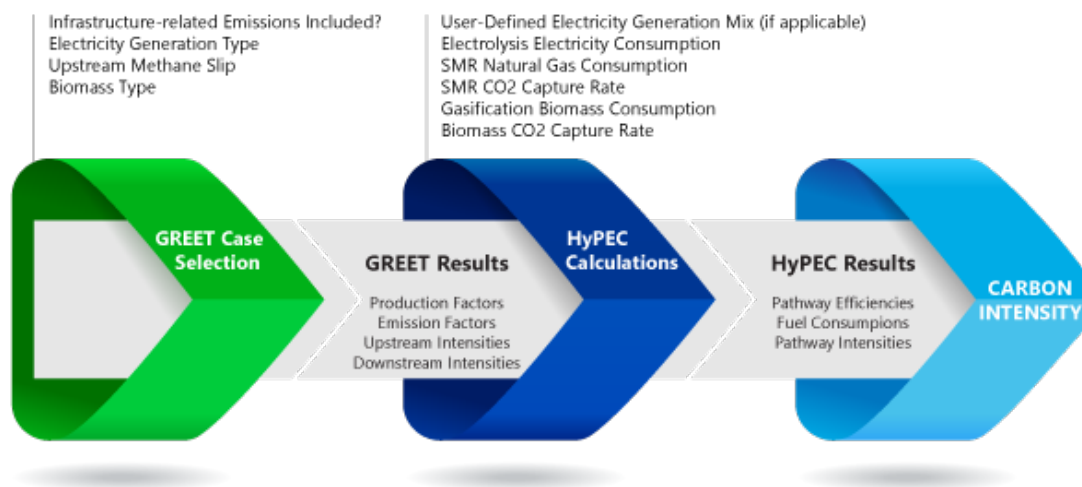 Infrastructure-related Emissions Included?
Electricity Generation Type
Upstream Methane Slip
Biomass Type
User-Defined Electricity Generation Mix (if applicable)
Electrolysis Electricity Consumption
SMR Natural Gas Consumption
SMR CO2 Capture Rate
Gasification Biomass Consumption
Biomass CO2 Capture Rate
GREET Case
Selection
GREET Results
Production Factors
Emission Factors
Upstream Intensities
Downstream Intensities
HyPEC
Calculations
HyPEC Results
Pathway Efficiencies
Fuel Consumpions
Pathway Intensities
CARBON
INTENSITY